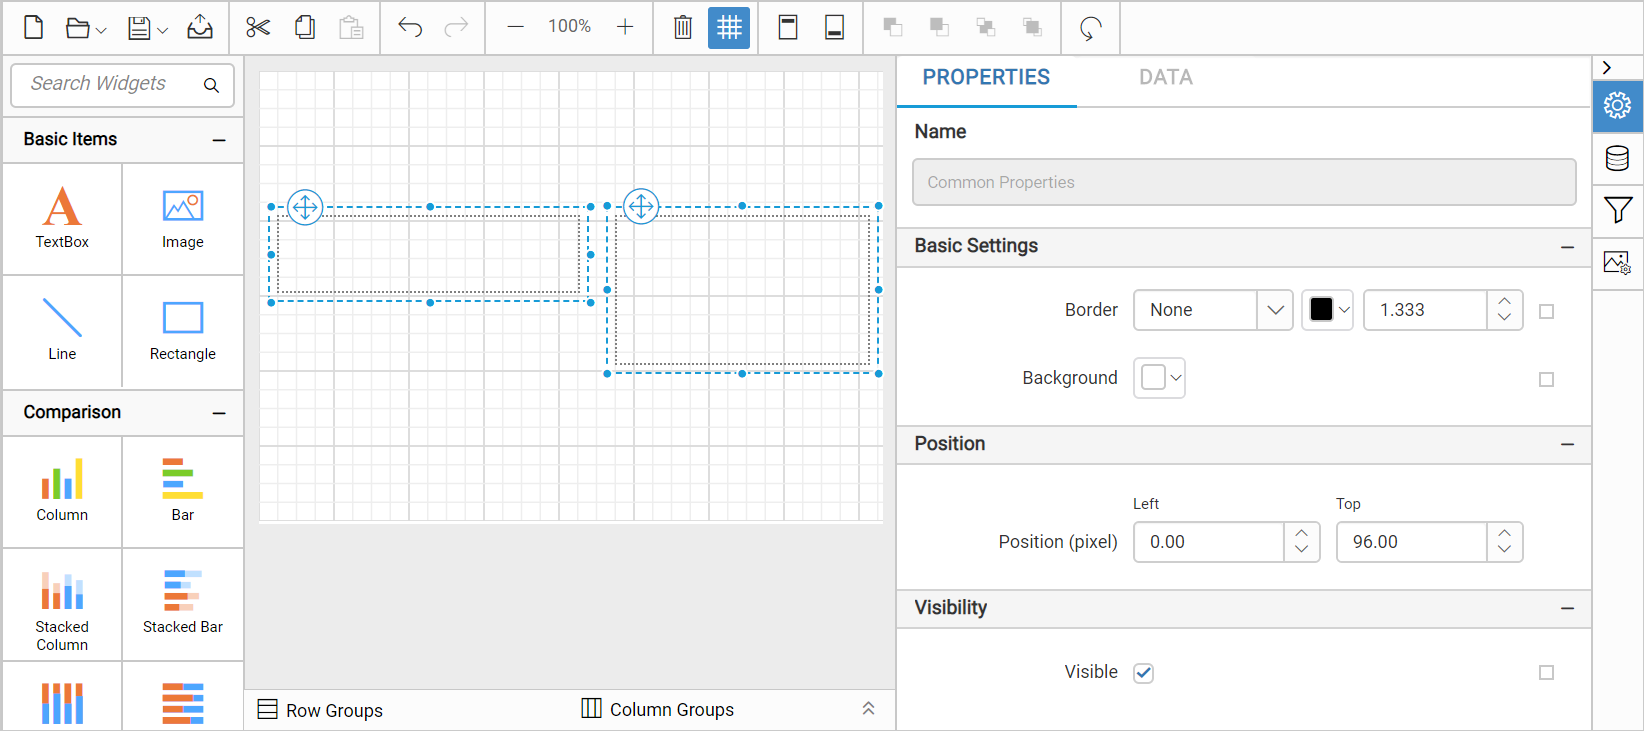 100%
Search Widgets
PROPERTIES
DATA
Basic Items
Name
Common Properties
TextBox
Image
Basic Settings
Border
None
1.333
Line
Rectangle
Background
Comparison
Position
Column
Bar
Left
Top
Position (pixel)
0.00
96.00
Visibility
Stacked
Column
Stacked Bar
Visible
Row Groups
Column Groups